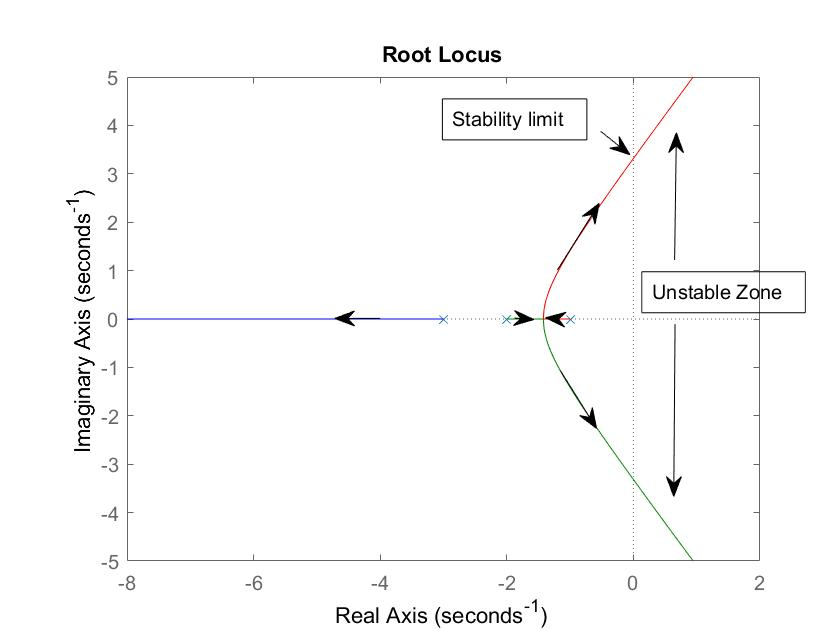 Root Locus
5
4
3
2
1
0
-1
-2
-3
-4
-5
Imaginary Axis (seconds-1)
Stability limit
Unstable Zone
-8 -6 -4 -2 0 2
Real Axis (seconds-1)